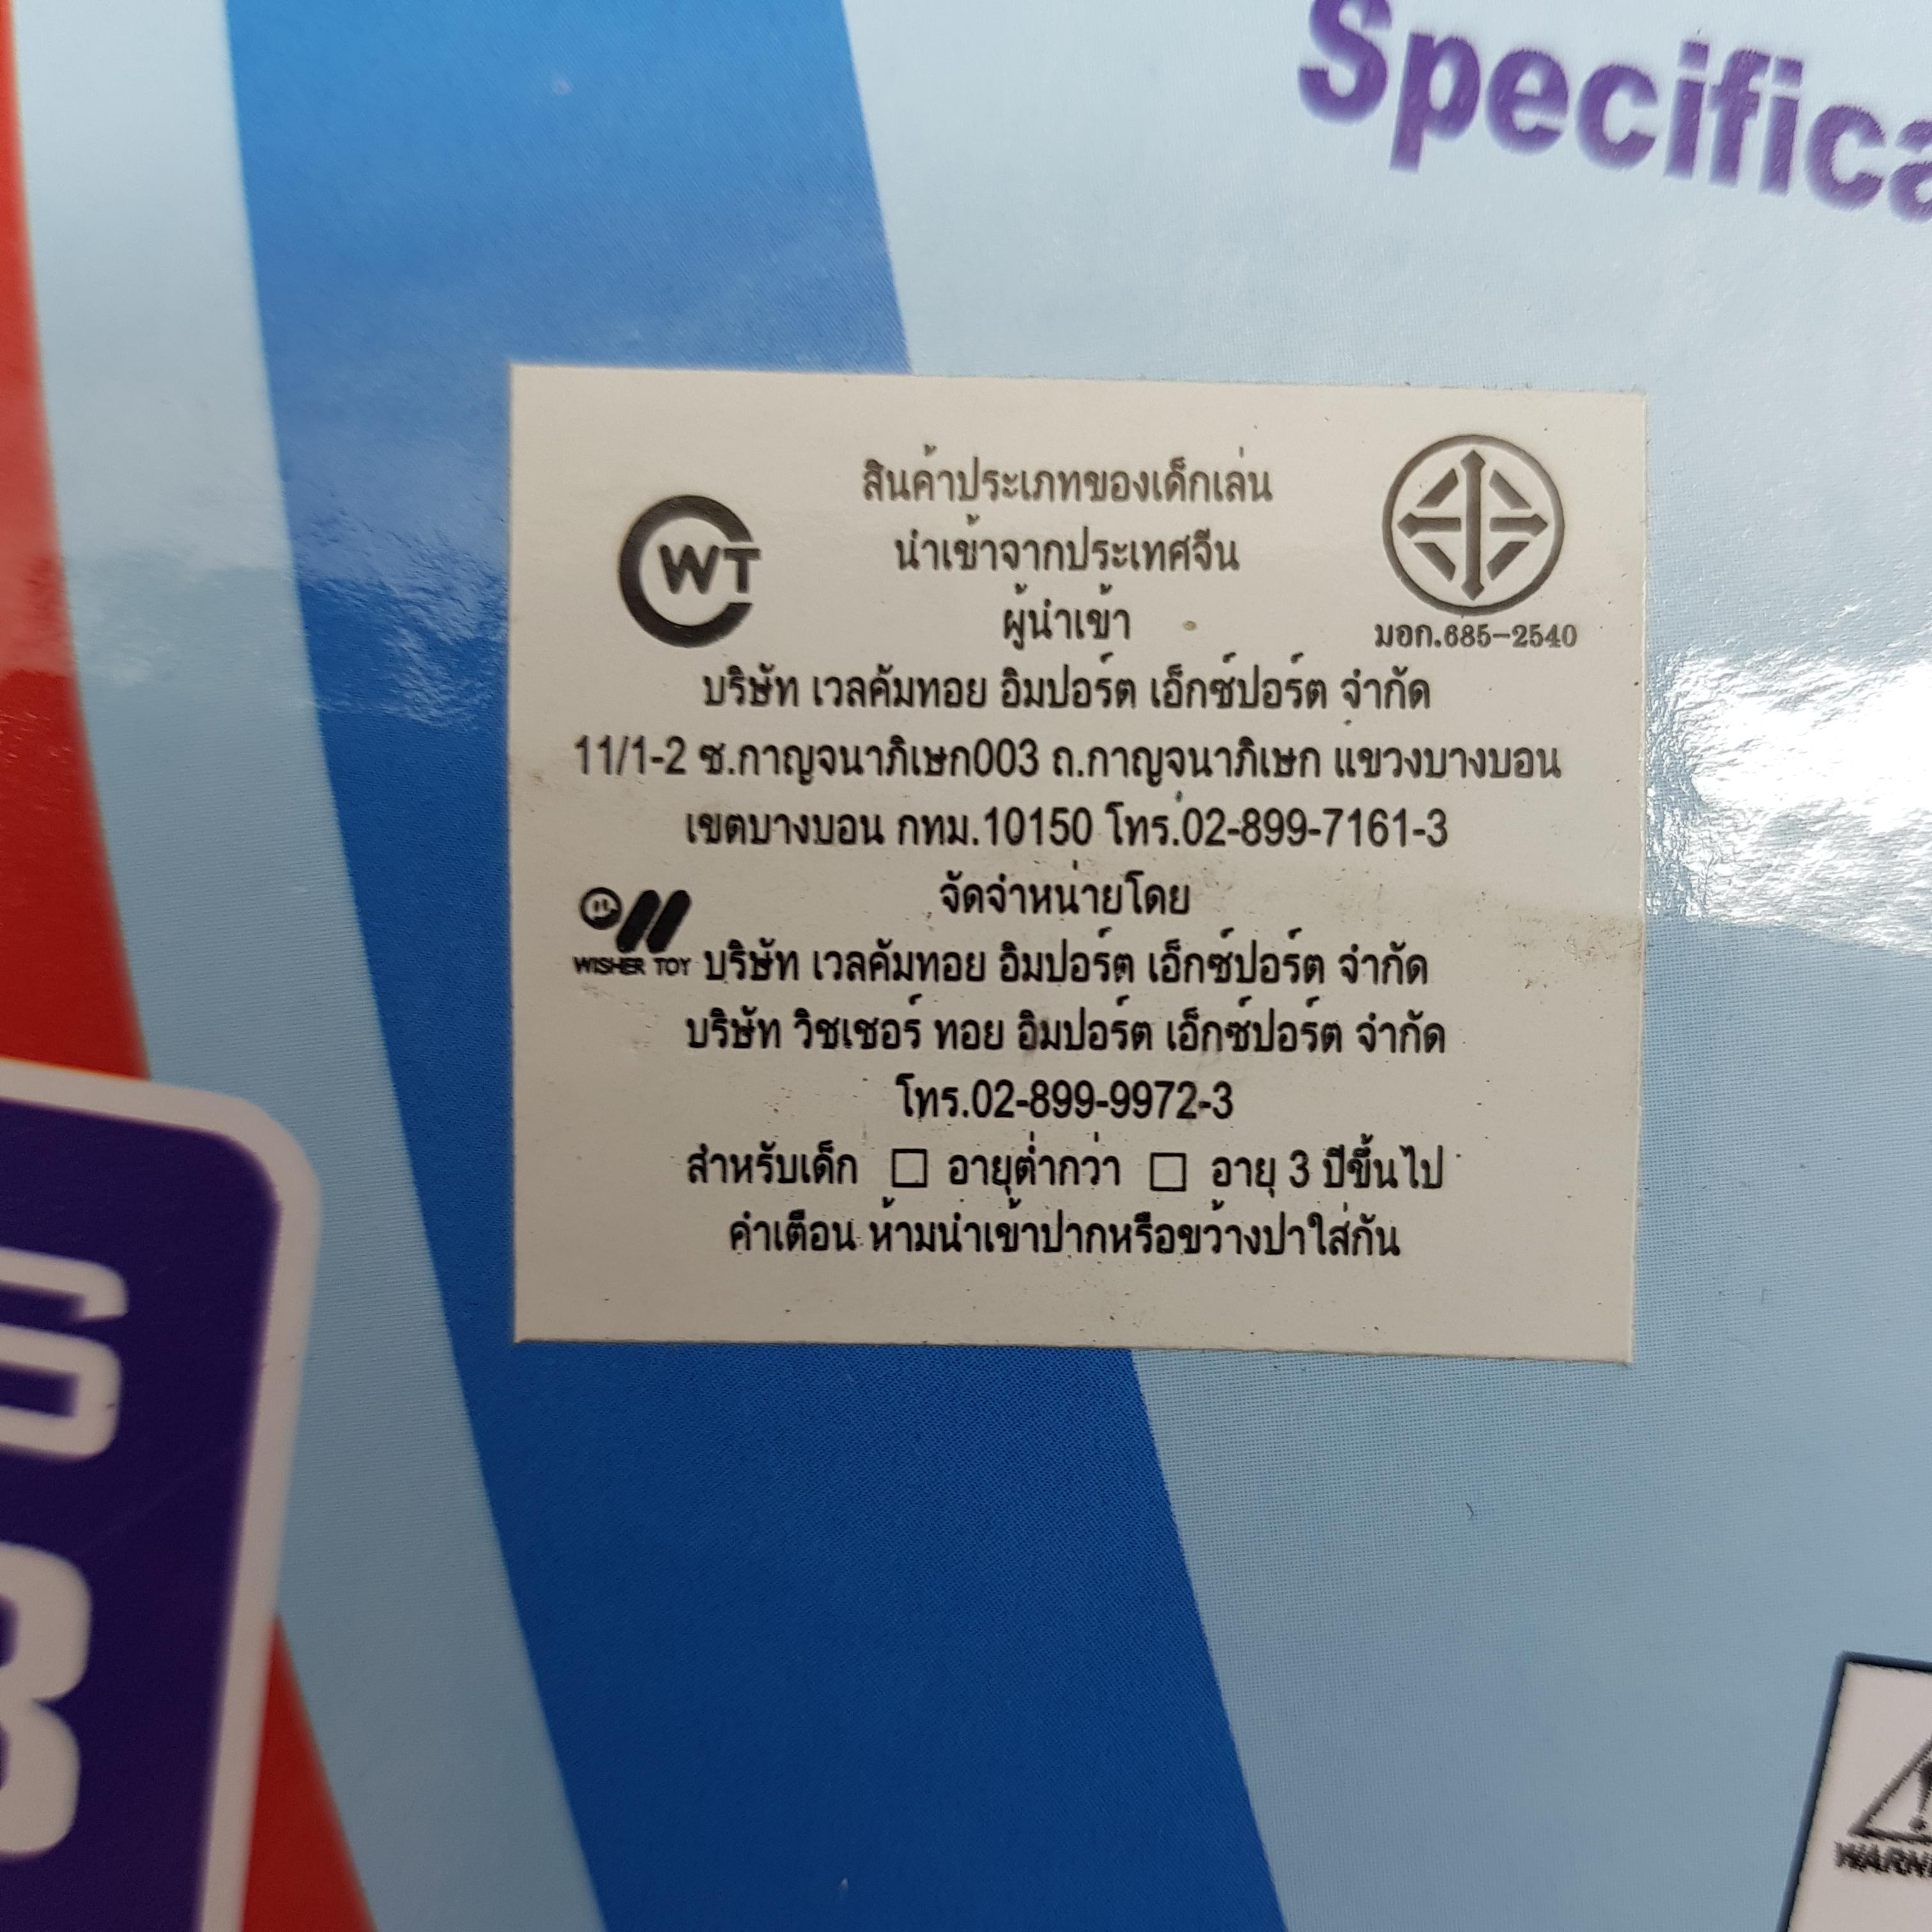 Specifica
สินค้าประเภทของเด็กเล่น
CWT
นำเข้าจากประเทศจีน
ผู้นำเข้า
มอก.685-2540
บริษัท เวลคัมทอย อิมปอร์ต เอ็กซ์ปอร์ต จำกัด
11/1-2 ซ.กาญจนาภิเษก003 ถ.กาญจนาภิเษก แขวงบางบอน
เขตบางบอน กทม.10150 โทร.02-899-7161-3
จัดจำหน่ายโดย
WISHER TOY บริษัท เวลคัมทอย อิมปอร์ต เอ็กซ์ปอร์ต จำกัด
บริษัท วิชเชอร์ ทอย อิมปอร์ต เอ็กซ์ปอร์ต จำกัด
โทร.02-899-9972-3
สำหรับเด็ก ☐ อายุต่ำกว่า ☐ อายุ 3 ปีขึ้นไป
คำเตือน ห้ามนำเข้าปากหรือขว้างปาใส่กัน
WARN